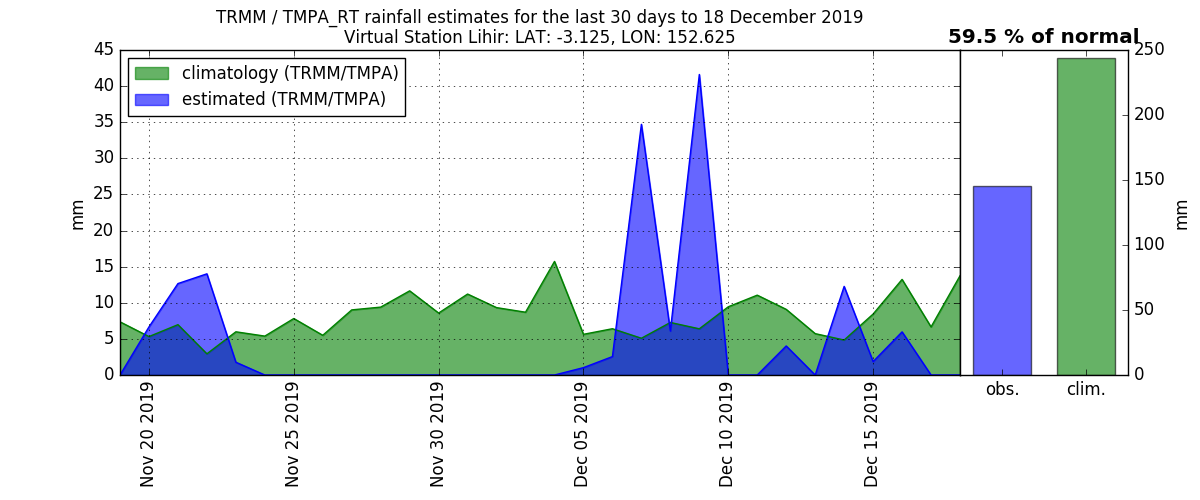 TRMM / TMPA_RT rainfall estimates for the last 30 days to 18 December 2019
Virtual Station Lihir: LAT: -3.125, LON: 152.625
59.5 % of normal
climatology (TRMM/TMPA)
estimated (TRMM/TMPA)
mm
45
40
35
30
25
20
15
10
5
0
Nov 20 2019
Nov 25 2019
Nov 30 2019
Dec 05 2019
Dec 10 2019
Dec 15 2019
250
200
150
100
50
0
mm
obs.
clim.